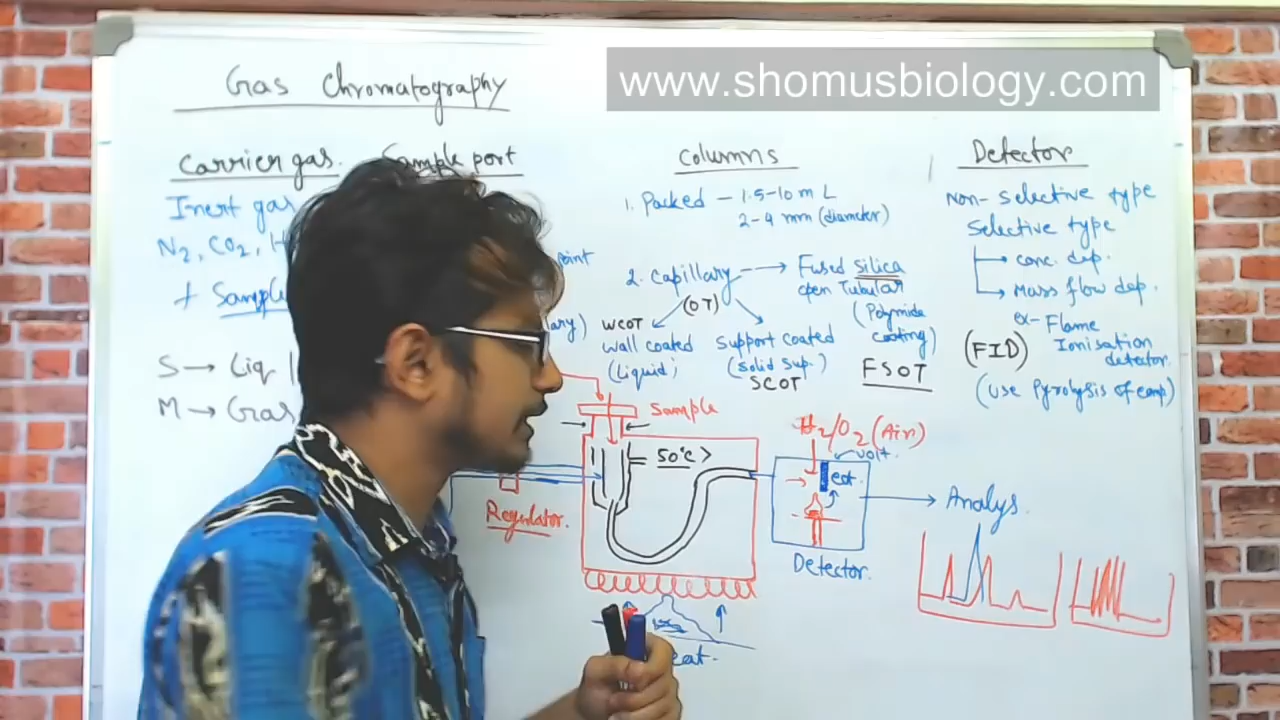 www.shomusbiology.com
Gas Chromatography
Carrier gas. Sample port
Inert gas
N2, CO2, H
+ Sample
S → Liq
M → Gas
point
lary)
Columns
1. Packed - 1.5-10 m L
2-4 mm (diameter)
2. Capillary → Fused silica
open Tubular
(OT)
(Polymide
coating)
FSOT
WCOT
wall coated
(Liquid)
Support coated
(Solid Sup.)
SCOT
Detector
Non-Selective type
Selective type
→ conc. dep.
→ Mass flow dep.
ex- Flame
Ionisation
detector.
(FID)
(use Pyrolysis of comp)
Sample
50°C >
Regulator.
H2/O2 (Air)
volt.
Detector.
Analys.
eat.